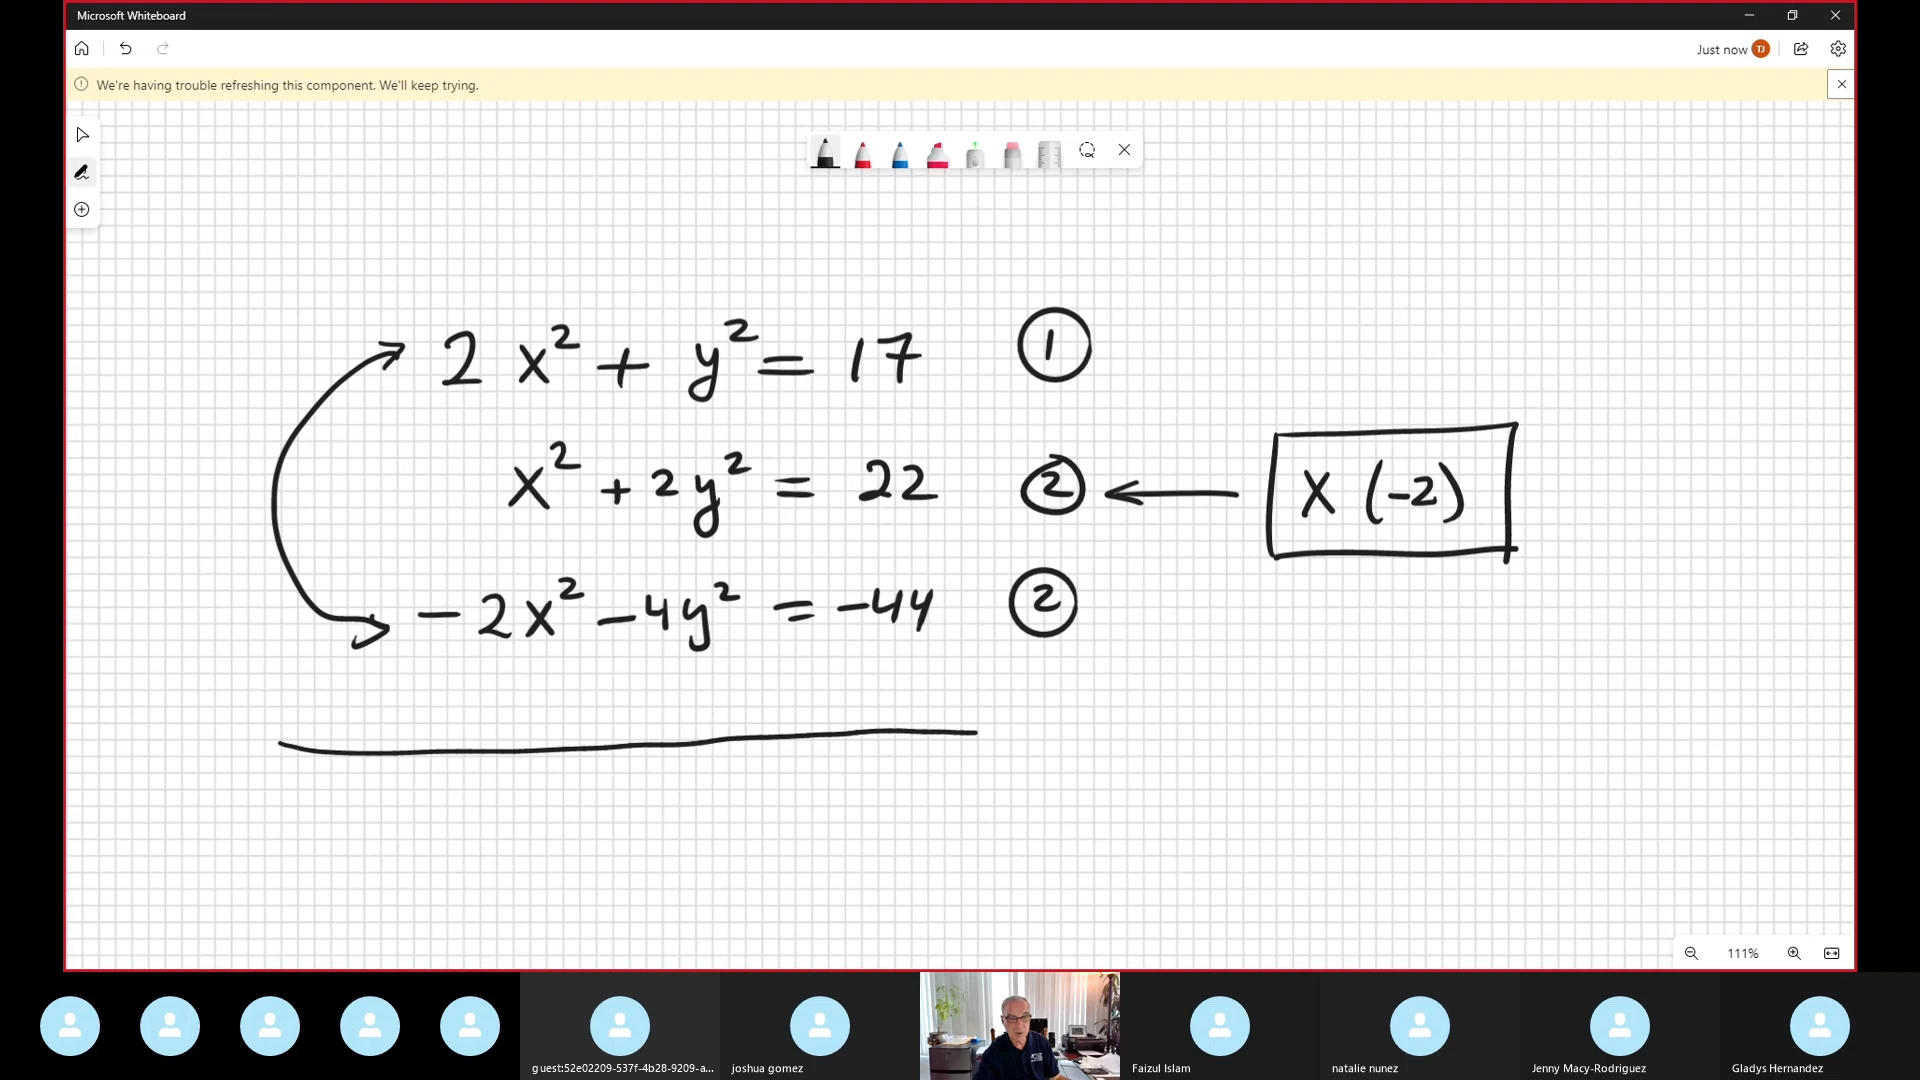 Microsoft Whiteboard
Just now TJ
We're having trouble refreshing this component. We'll keep trying.
2x² + y² = 17 ①
x² + 2y² = 22 ② ← X (-2)
-2x² - 4y² = -44 ②
111%
guest:52e02209-537f-4b28-9209-a...
joshua gomez
Faizul Islam
natalie nunez
Jenny Macy-Rodriguez
Gladys Hernandez